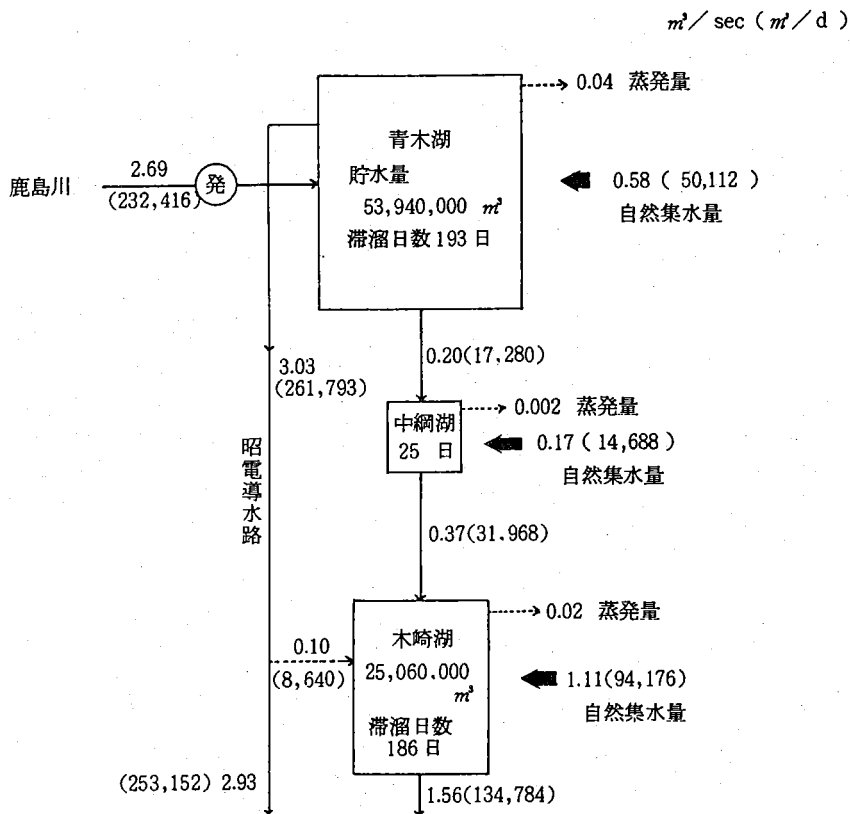 m³/sec(m³/d)
0.04 蒸発量
青木湖
貯水量
53,940,000 m³
滞溜日数193日
鹿島川
2.69
(232,416)
発
0.58(50,112)
自然集水量
0.20(17,280)
3.03
(261,793)
昭電導水路
0.002 蒸発量
中綱湖
25 日
0.17(14,688)
自然集水量
0.37(31.968)
0.02 蒸発量
木崎湖
25,060.000
m³
滞溜日数
186日
0.10
(8,640)
1.11(94,176)
自然集水量
(253,152) 2.93
1.56(134,784)